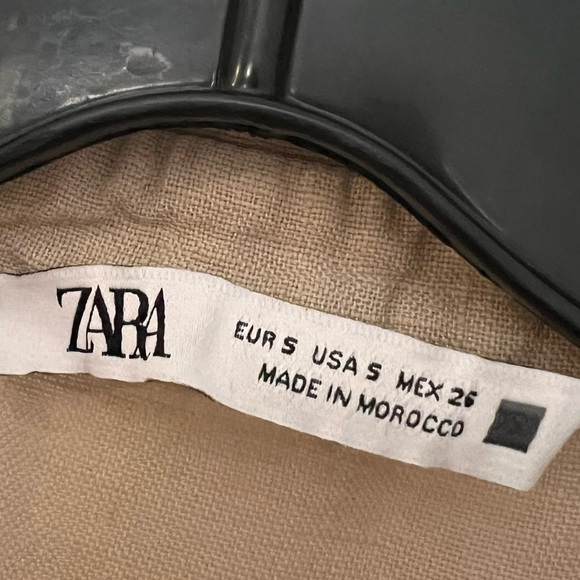 ZARA
EUR S USA S MEX 26
MADE IN MOROCCO